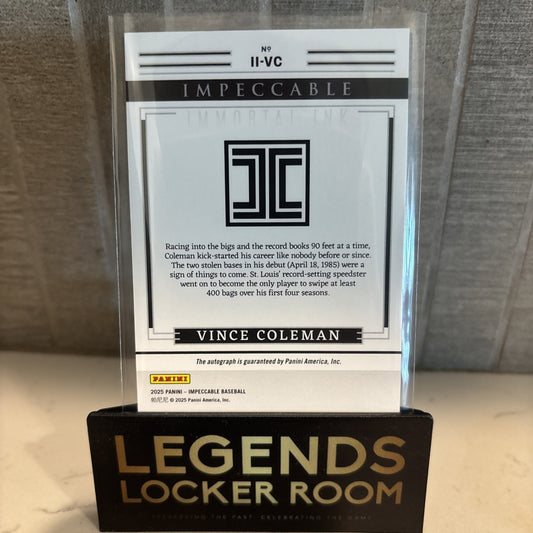 Nº
II-VC
IMPECCABLE
IMMORTAL INK
Racing into the bigs and the record books 90 feet at a time,
Coleman kick-started his career like nobody before or since.
The two stolen bases in his debut (April 18, 1985) were a
sign of things to come. St. Louis' record-setting speedster
went on to become the only player to swipe at least
400 bags over his first four seasons.
VINCE COLEMAN
The autograph is guaranteed by Panini America, Inc.
PANINI
2025 PANINI – IMPECCABLE BASEBALL
帕尼尼 © 2025 Panini America, Inc.
LEGENDS
LOCKER ROOM
PRESERVING THE PAST. CELEBRATING THE GAME